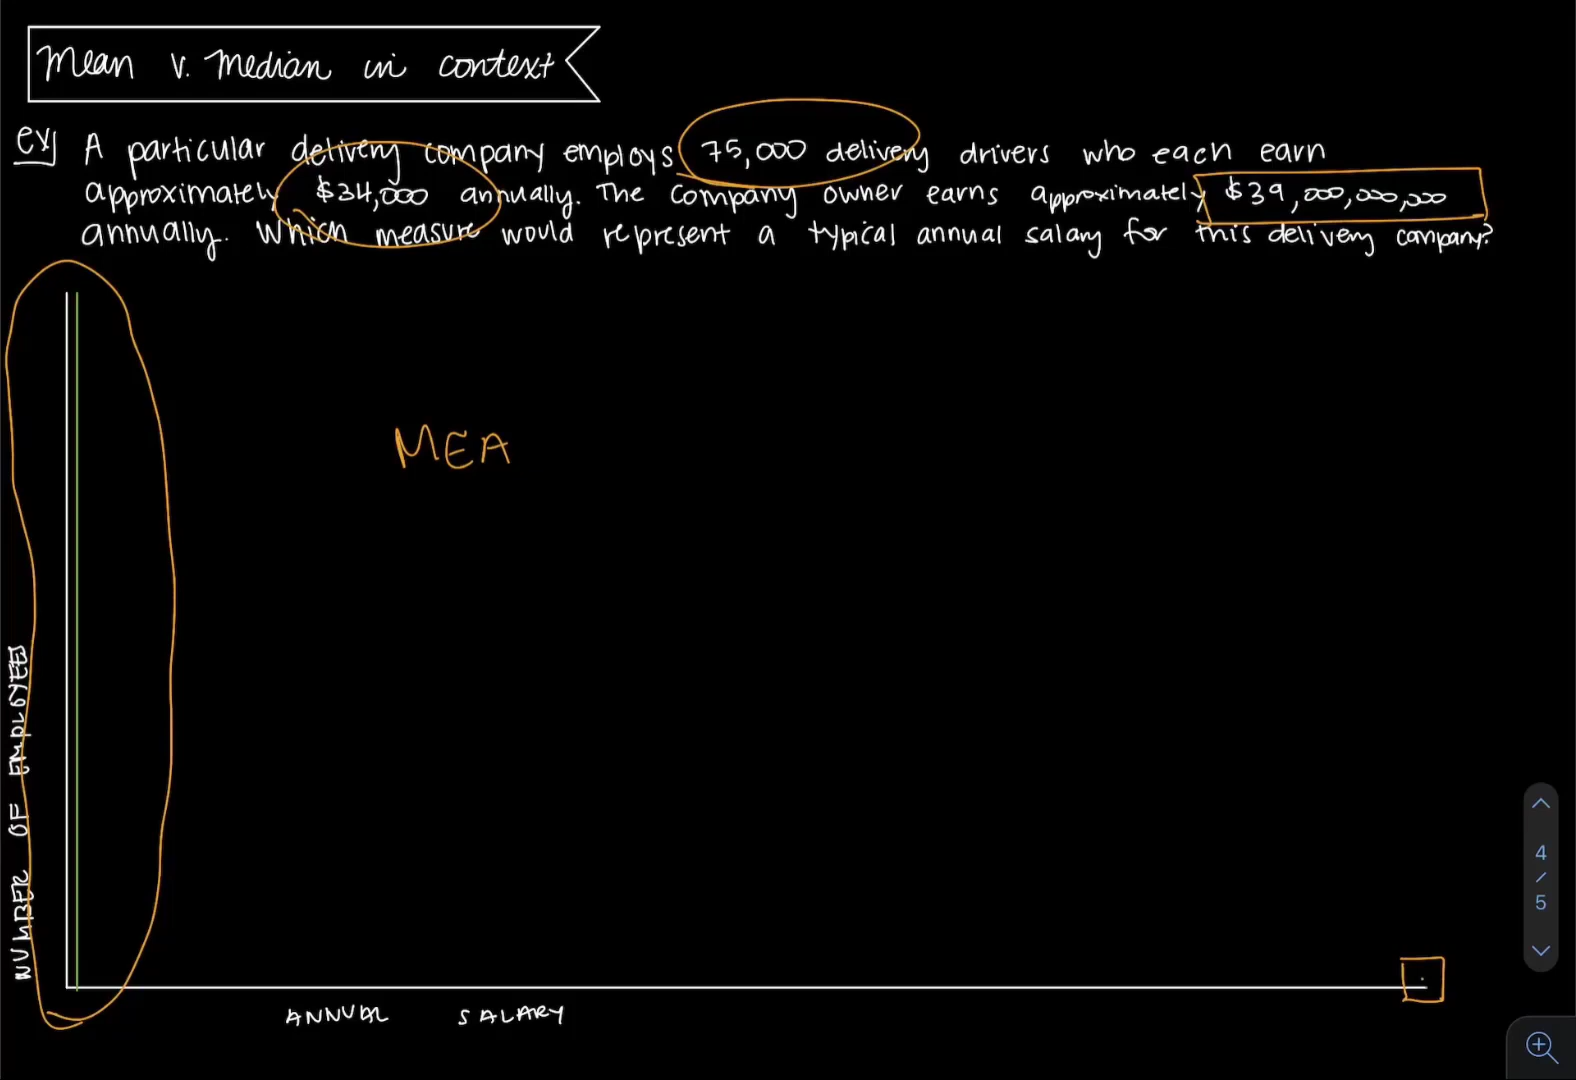 Mean v. Median in context
ex) A particular delivery company employs 75,000 delivery drivers who each earn
approximately $34,000 annually. The company owner earns approximately $39,000,000,000
annually. Which measure would represent a typical annual salary for this delivery company?
MEA
NUMBER OF EMPLOYEES
ANNUAL SALARY
4
/
5